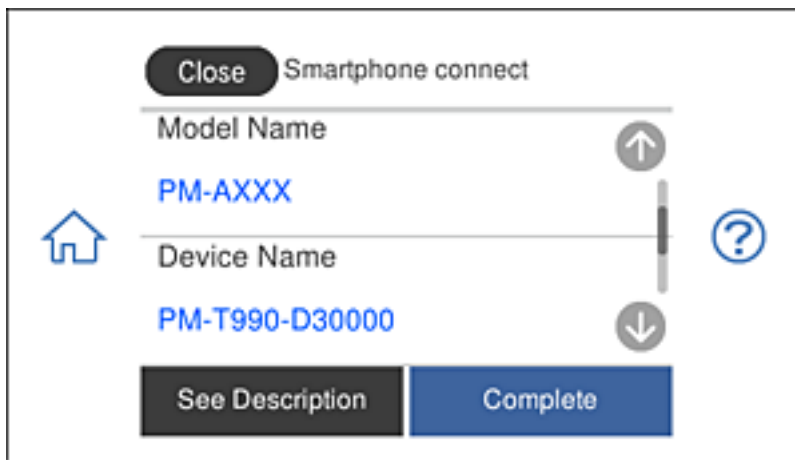 Close Smartphone connect
Model Name
PM-AXXX
Device Name
PM-T990-D30000
See Description Complete
?